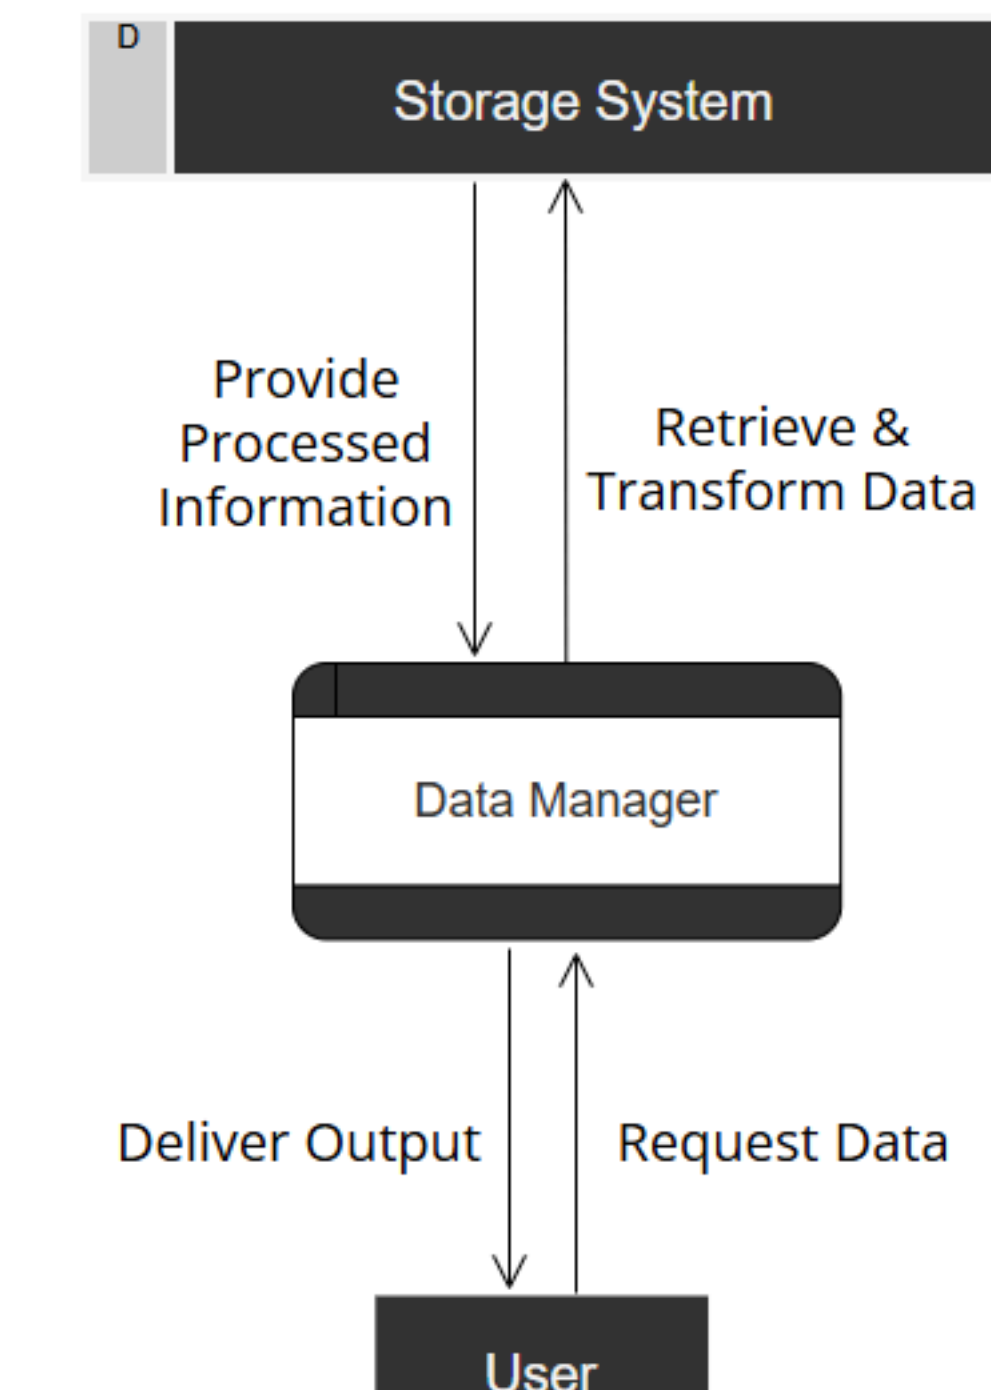 D
Storage System
Provide
Processed
Information
Retrieve &
Transform Data
Data Manager
Deliver Output
Request Data
User